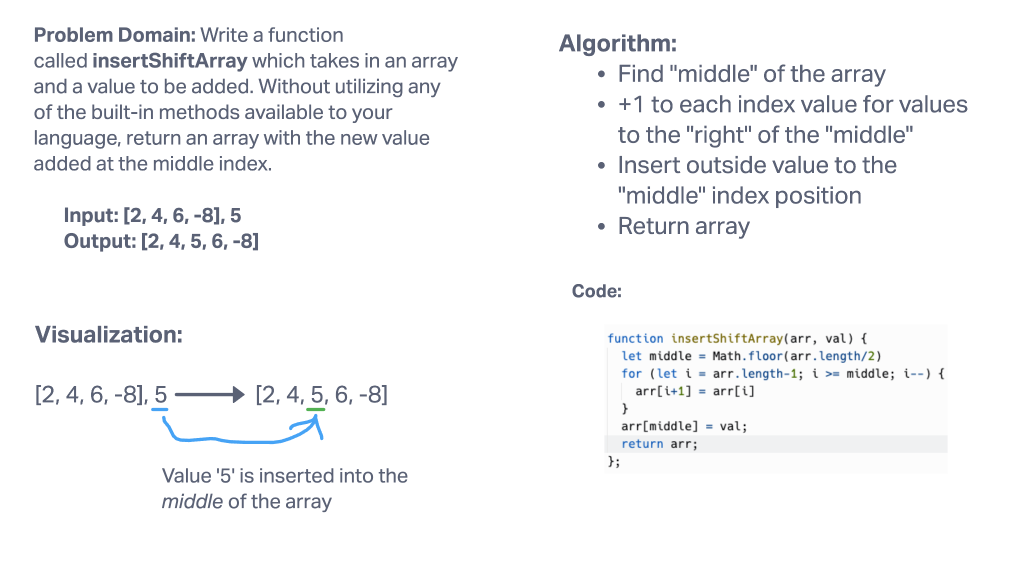 Problem Domain: Write a function
called insertShiftArray which takes in an array
and a value to be added. Without utilizing any
of the built-in methods available to your
language, return an array with the new value
added at the middle index.
Input: [2, 4, 6, -8], 5
Output: [2, 4, 5, 6, -8]
Visualization:
[2, 4, 6, -8], 5 [2, 4, 5, 6, -8]
Value '5' is inserted into the
middle of the array
Algorithm:
• Find "middle" of the array
• +1 to each index value for values
to the "right" of the "middle"
• Insert outside value to the
"middle" index position
• Return array
Code:
function insertShiftArray(arr, val) {
let middle = Math.floor(arr.length/2)
for (let i = arr.length-1; i >= middle; i--) {
arr[i+1] = arr[i]
}
arr[middle] = val;
return arr;
};